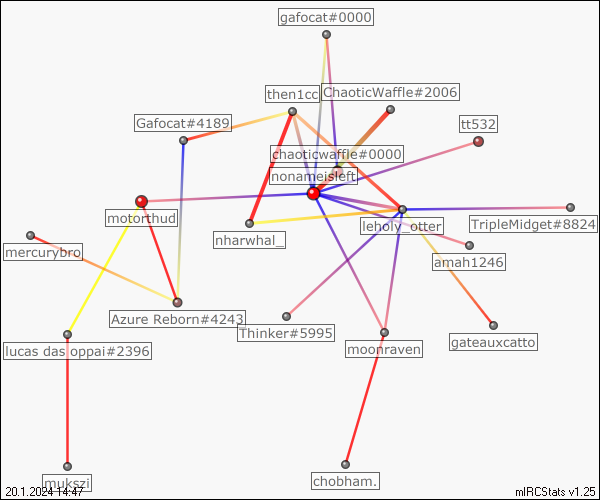 gafocat#0000
then1cc
ChaoticWaffle#2006
Gafocat#4189
tt532
chaoticwaffle#0000
nonameisleft
motorthud
leholy_otter
TripleMidget#8824
nharwhal_
mercurybro
amah1246
Azure Reborn#4243
Thinker#5995
lucas das oppai#2396
moonraven
gateauxcatto
mukszi
chobham.
20.1.2024 14:47
mIRCStats v1.25